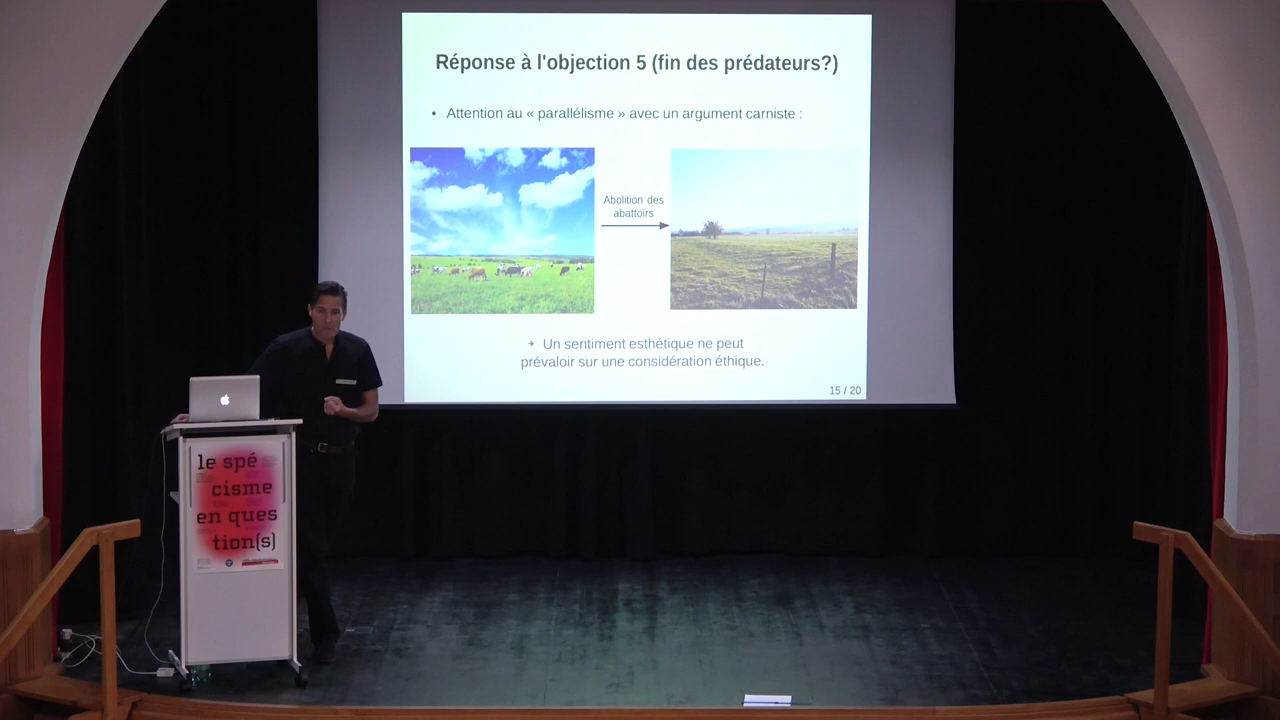 Réponse à l'objection 5 (fin des prédateurs?)
• Attention au « parallélisme » avec un argument carniste :
Abolition des
abattoirs
→ Un sentiment esthétique ne peut
prévaloir sur une considération éthique.
15 / 20
le spé
cisme
en ques
tion(s)